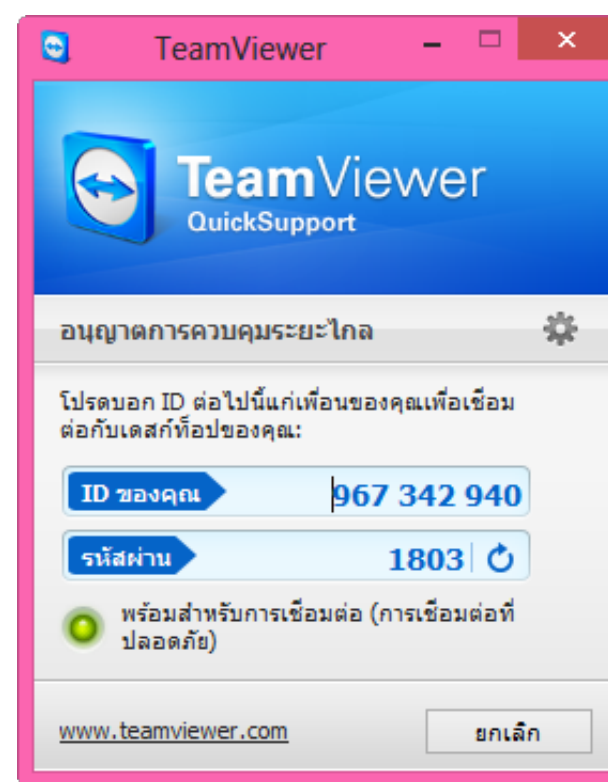 TeamViewer
TeamViewer
QuickSupport
อนุญาตการควบคุมระยะไกล
โปรดบอก ID ต่อไปนี้แก่เพื่อนของคุณเพื่อเชื่อม
ต่อกับเดสก์ท็อปของคุณ:
ID ของคุณ 967 342 940
รหัสผ่าน 1803
พร้อมสำหรับการเชื่อมต่อ (การเชื่อมต่อที่
ปลอดภัย)
www.teamviewer.com ยกเลิก